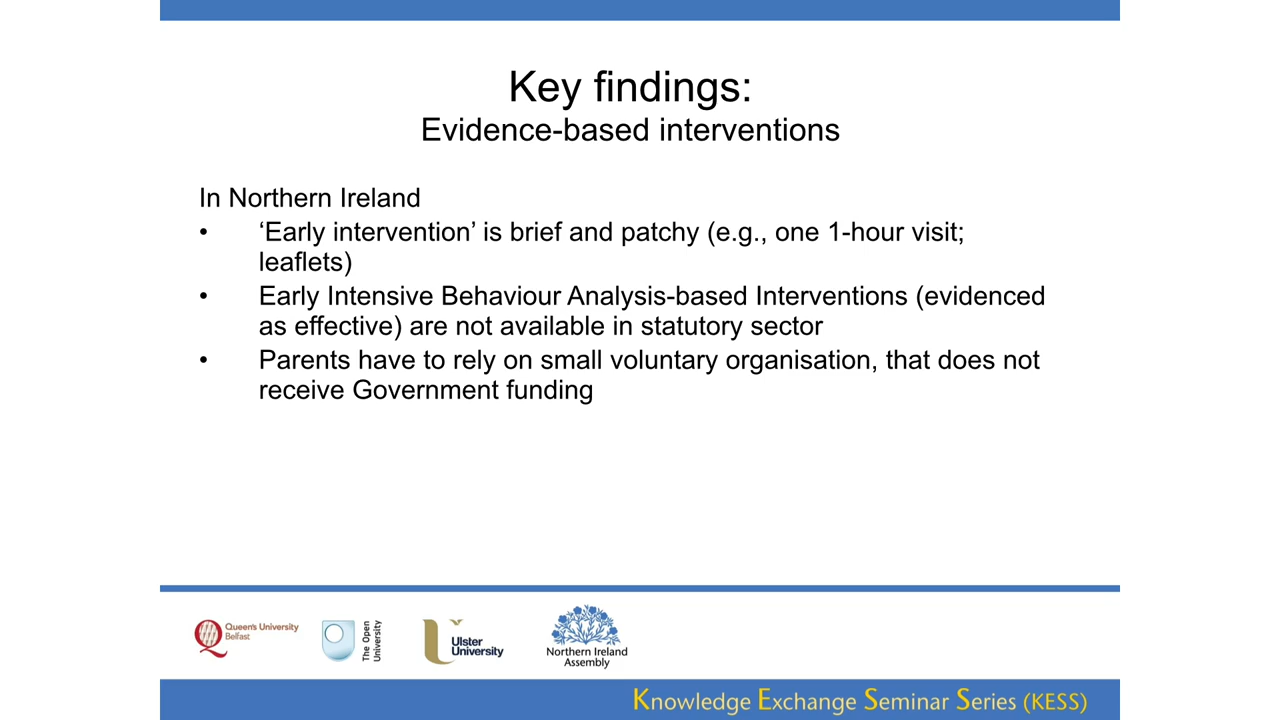 Key findings:
Evidence-based interventions
In Northern Ireland
• ‘Early intervention’ is brief and patchy (e.g., one 1-hour visit;
leaflets)
• Early Intensive Behaviour Analysis-based Interventions (evidenced
as effective) are not available in statutory sector
• Parents have to rely on small voluntary organisation, that does not
receive Government funding
Queen's University
Belfast
The Open
University
Ulster
University
Northern Ireland
Assembly
Knowledge Exchange Seminar Series (KESS)